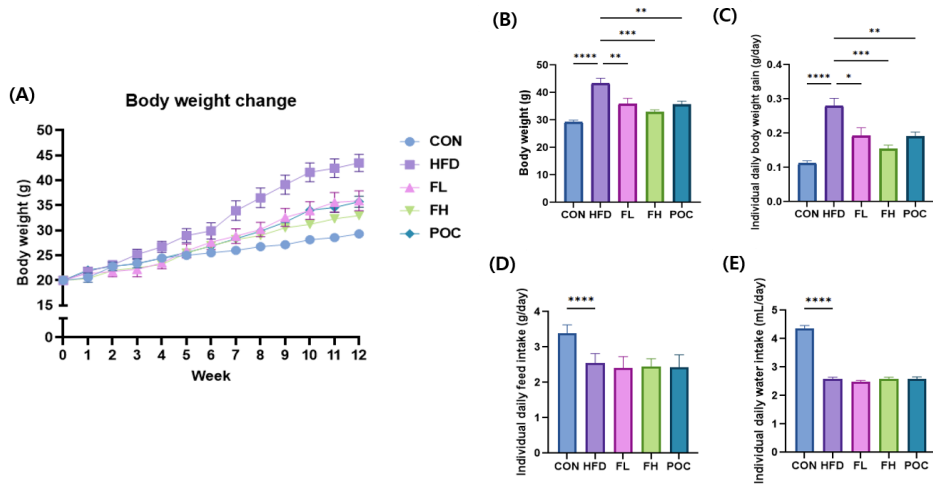 (A)
Body weight change
Body weight (g)
50
45
40
35
30
25
20
15
0
0 1 2 3 4 5 6 7 8 9 10 11 12
Week
CON
HFD
FL
FH
POC
(B)
**
***
**** **
Body weight (g)
50
40
30
20
10
0
CON HFD FL FH POC
(C)
**
***
**** *
Individual daily body weight gain (g/day)
0.4
0.3
0.2
0.1
0.0
CON HFD FL FH POC
(D)
****
Individual daily feed intake (g/day)
4
3
2
1
0
CON HFD FL FH POC
(E)
****
Individual daily water intake (mL/day)
5
4
3
2
1
0
CON HFD FL FH POC